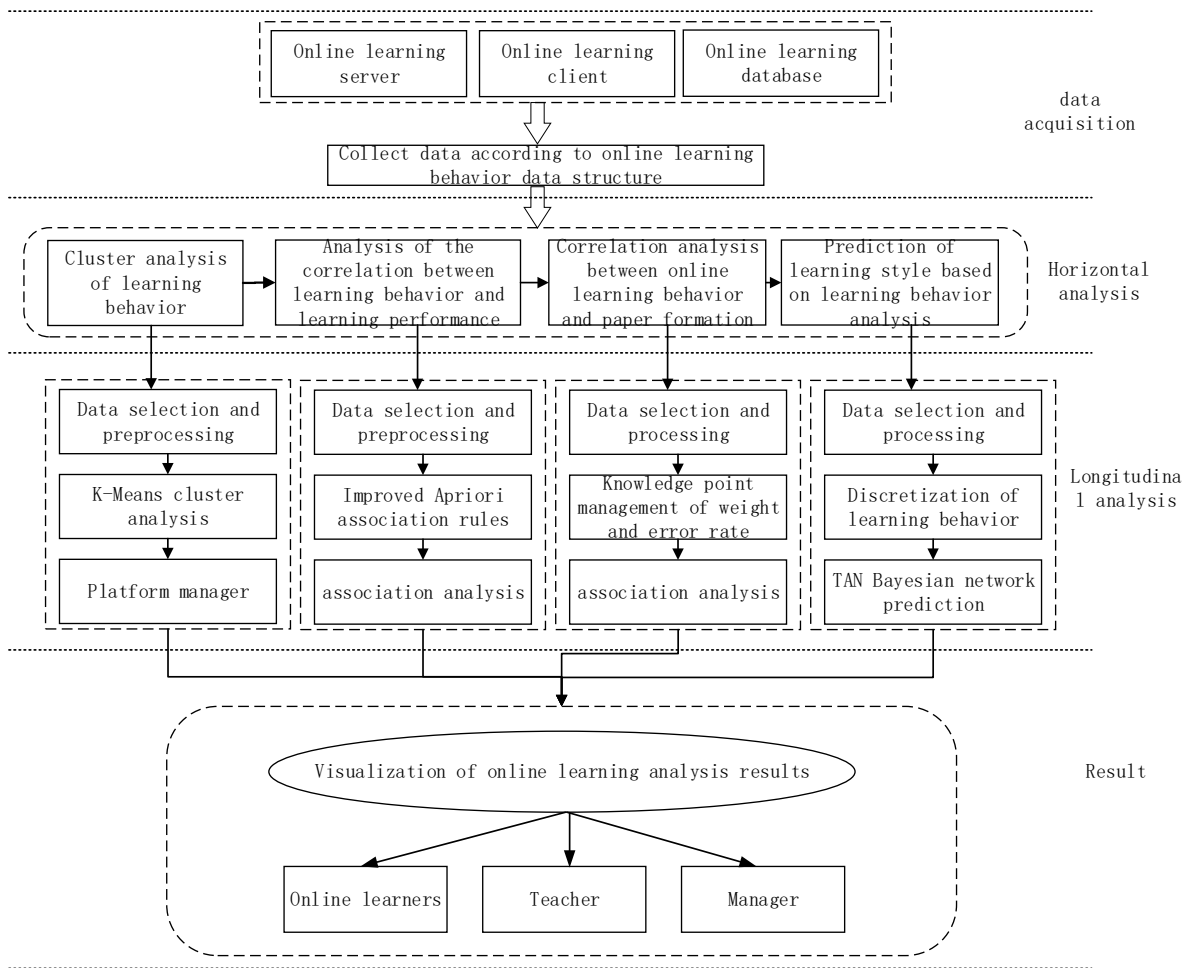 Online learning
server
Online learning
client
Online learning
database
data
acquisition
Collect data according to online learning
behavior data structure
Cluster analysis
of learning
behavior
Analysis of the
correlation between
learning behavior and
learning performance
Correlation analysis
between online
learning behavior
and paper formation
Prediction of
learning style based
on learning behavior
analysis
Horizontal
analysis
Data selection and
preprocessing
K-Means cluster
analysis
Platform manager
Data selection and
preprocessing
Improved Apriori
association rules
association analysis
Data selection and
processing
Knowledge point
management of weight
and error rate
association analysis
Data selection and
processing
Discretization of
learning behavior
TAN Bayesian network
prediction
Longitudina
l analysis
Visualization of online learning analysis results
Result
Online learners
Teacher
Manager